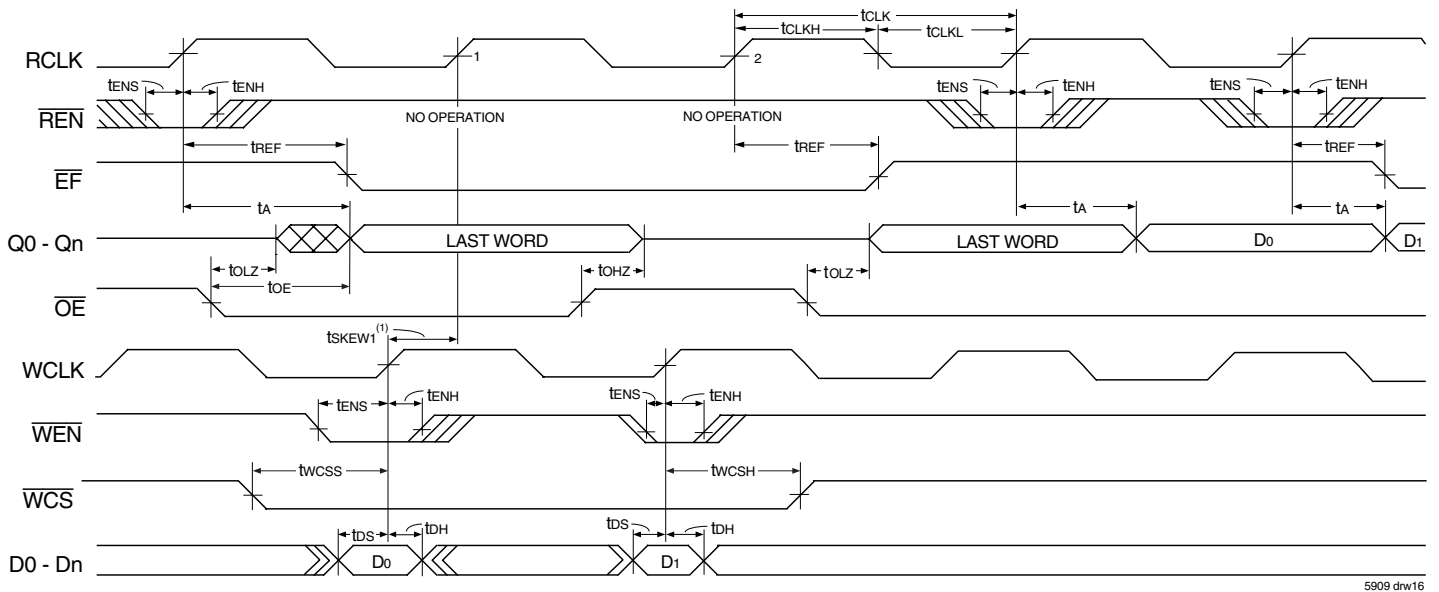 tCLK
tCLKH tCLKL
RCLK 1 2
tENS tENH tENS tENH tENS tENH
REN NO OPERATION NO OPERATION
tREF tREF tREF
EF
tA tA tA
Q0 - Qn LAST WORD LAST WORD D0 D1
tOLZ tOHZ tOLZ
tOE
OE
tSKEW1(1)
WCLK
tENS tENH tENS tENH
WEN
tWCSS tWCSH
WCS
tDS tDH tDS tDH
D0 - Dn D0 D1
5909 drw16